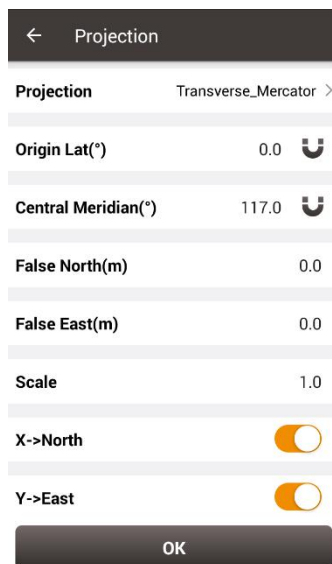 Projection
Projection Transverse_Mercator
Origin Lat(°) 0.0
Central Meridian(°) 117.0
False North(m) 0.0
False East(m) 0.0
Scale 1.0
X->North
Y->East
OK